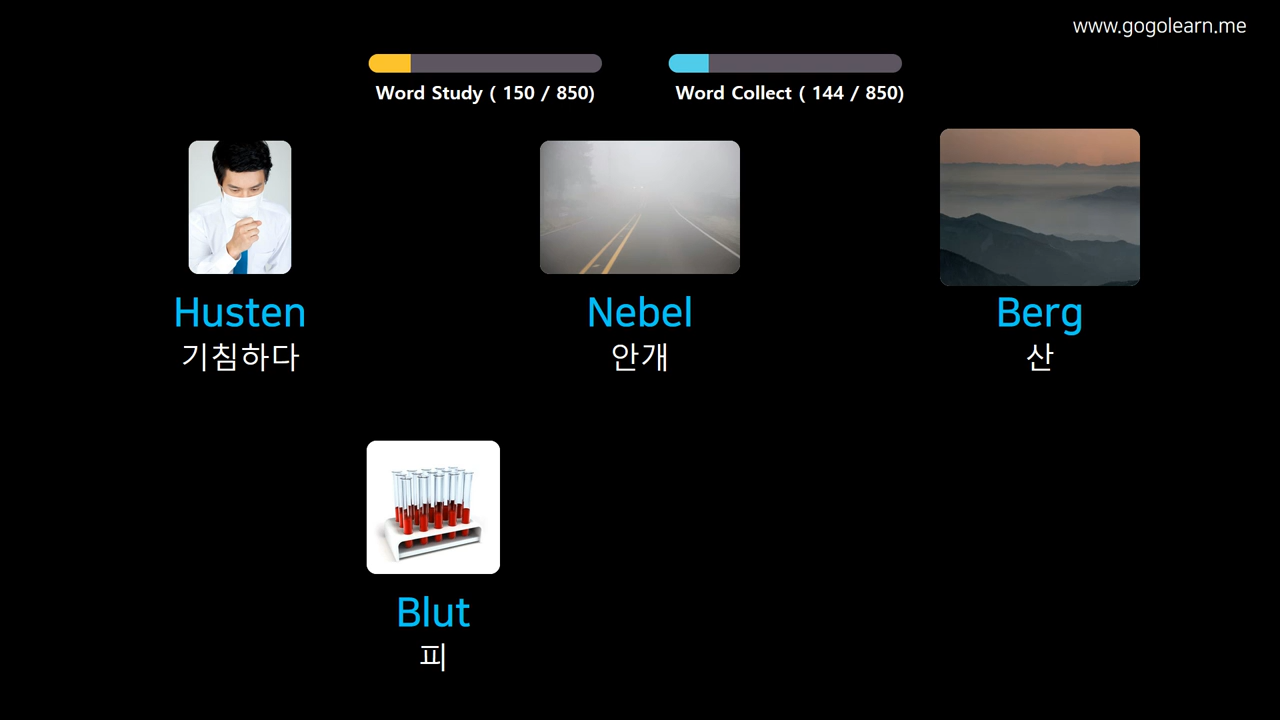 www.gogolearn.me
Word Study ( 150 / 850)
Word Collect ( 144 / 850)
Husten
기침하다
Nebel
안개
Berg
산
Blut
피